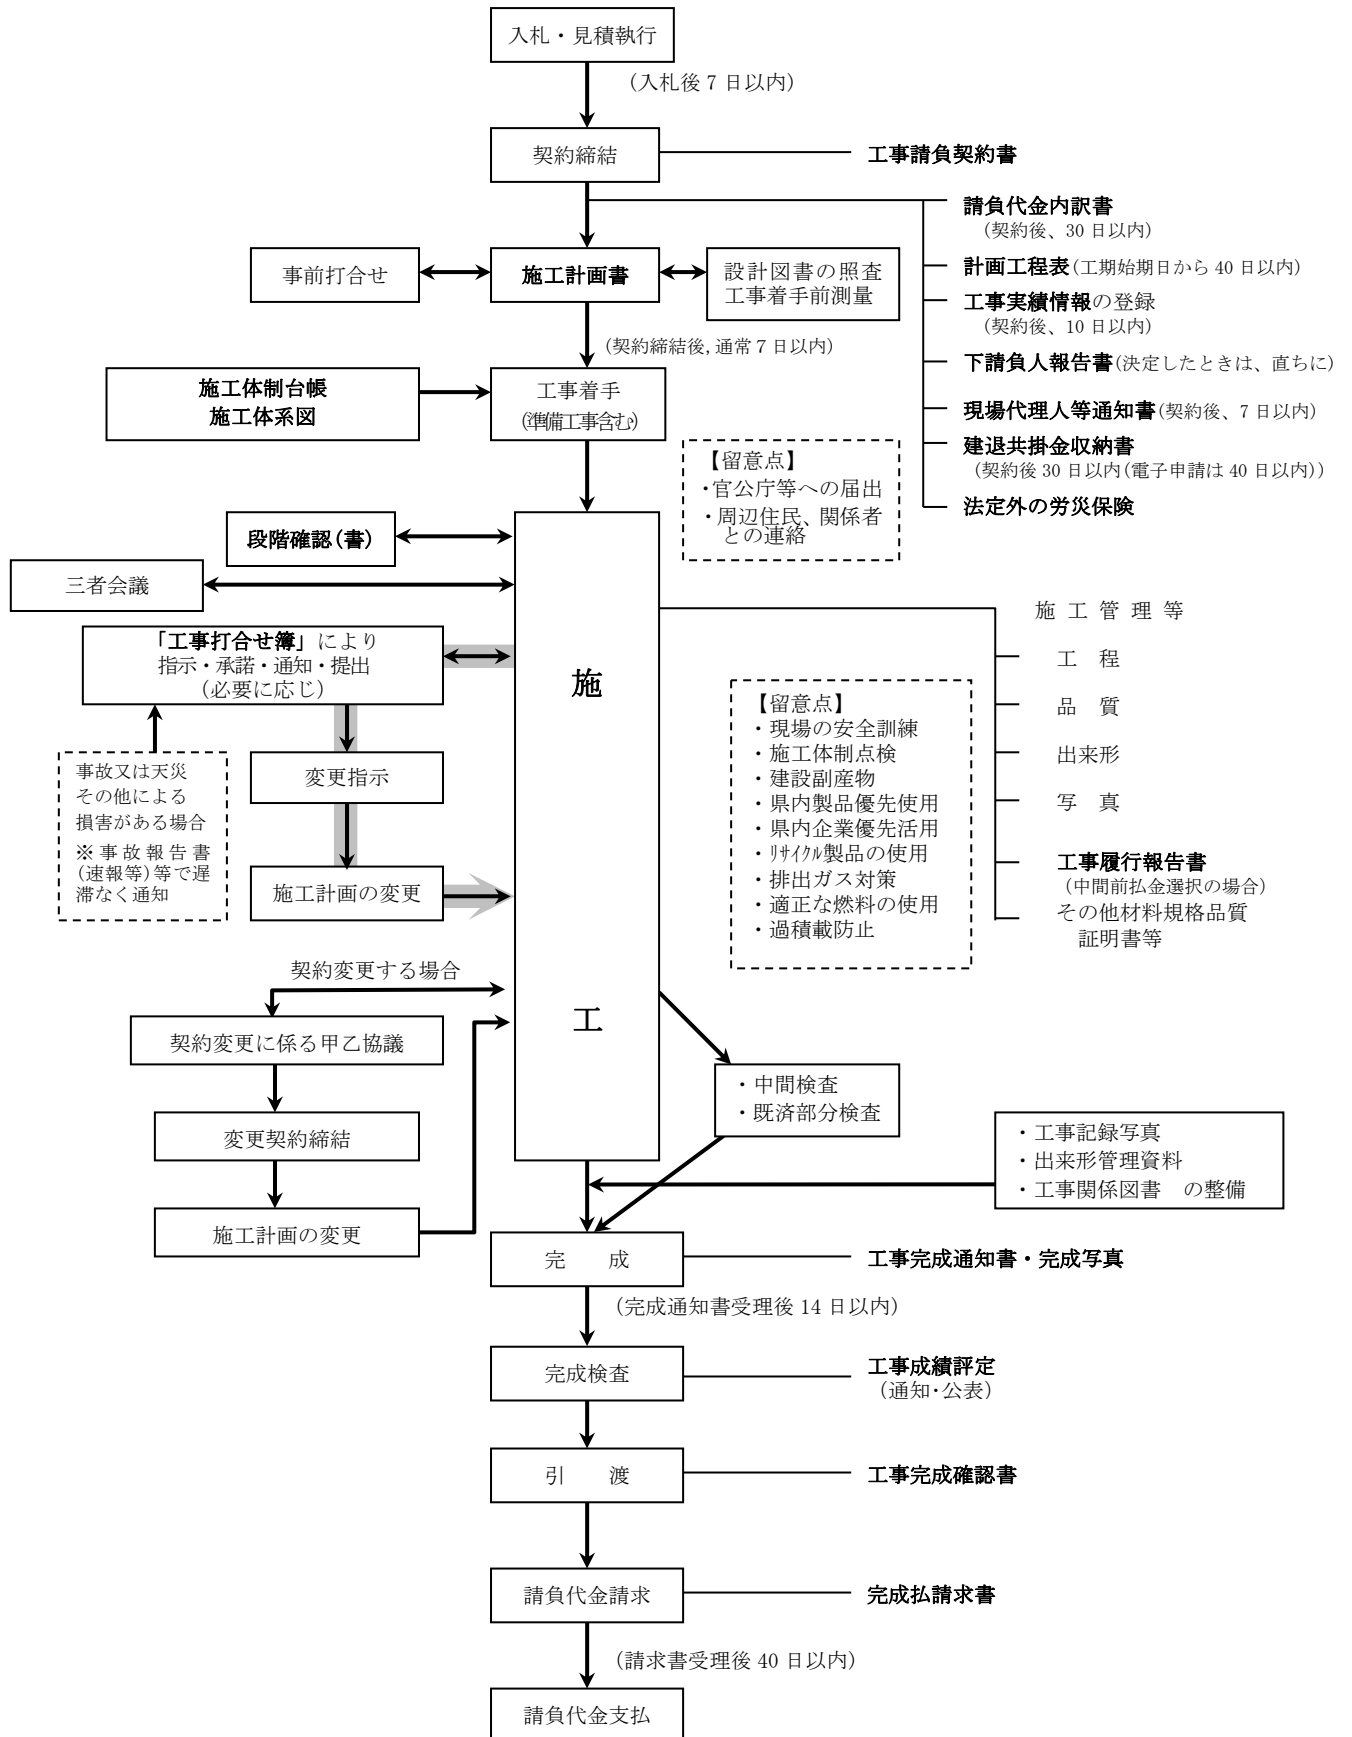 入札・見積執行
(入札後 7 日以内)
契約締結
工事請負契約書
請負代金内訳書
(契約後、30 日以内)
事前打合せ
施工計画書
設計図書の照査
工事着手前測量
計画工程表(工期始期日から 40 日以内)
工事実績情報の登録
(契約後、10 日以内)
(契約締結後,通常 7 日以内)
下請負人報告書(決定したときは、直ちに)
施工体制台帳
施工体系図
工事着手
(準備工事含む)
現場代理人等通知書(契約後、7 日以内)
建退共掛金収納書
(契約後 30 日以内(電子申請は 40 日以内))
法定外の労災保険
【留意点】
・官公庁等への届出
・周辺住民、関係者
との連絡
段階確認(書)
三者会議
「工事打合せ簿」により
指示・承諾・通知・提出
(必要に応じ)
施
工
施 工 管 理 等
工 程
品 質
出来形
写 真
工事履行報告書
(中間前払金選択の場合)
その他材料規格品質
証明書等
【留意点】
・現場の安全訓練
・施工体制点検
・建設副産物
・県内製品優先使用
・県内企業優先活用
・ﾘｻｲｸﾙ製品の使用
・排出ガス対策
・適正な燃料の使用
・過積載防止
事故又は天災
その他による
損害がある場合
※事故報告書
(速報等)等で遅
滞なく通知
変更指示
施工計画の変更
契約変更する場合
契約変更に係る甲乙協議
変更契約締結
施工計画の変更
・中間検査
・既済部分検査
・工事記録写真
・出来形管理資料
・工事関係図書 の整備
完 成
工事完成通知書・完成写真
(完成通知書受理後 14 日以内)
完成検査
工事成績評定
(通知・公表)
引 渡
工事完成確認書
請負代金請求
完成払請求書
(請求書受理後 40 日以内)
請負代金支払